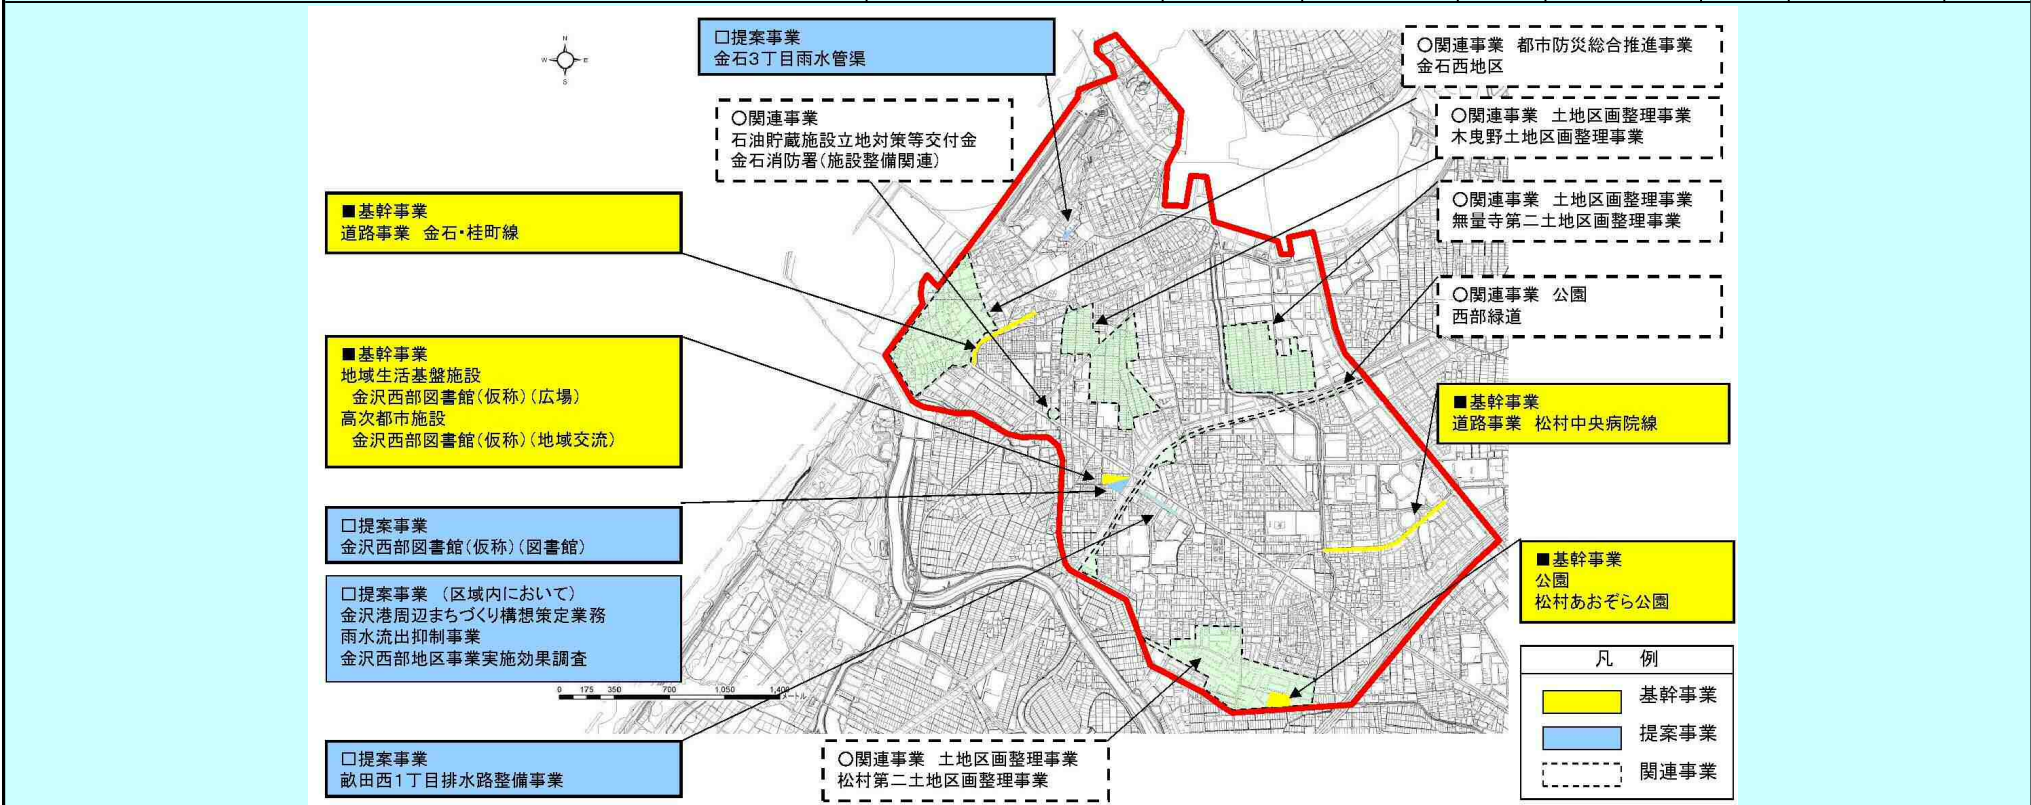 □提案事業
金石3丁目雨水管渠
○関連事業 都市防災総合推進事業
金石西地区
○関連事業
石油貯蔵施設立地対策等交付金
金石消防署(施設整備関連)
○関連事業 土地区画整理事業
木曳野土地区画整理事業
○関連事業 土地区画整理事業
無量寺第二土地区画整理事業
■基幹事業
道路事業 金石・桂町線
○関連事業 公園
西部緑道
■基幹事業
地域生活基盤施設
金沢西部図書館(仮称)(広場)
高次都市施設
金沢西部図書館(仮称)(地域交流)
■基幹事業
道路事業 松村中央病院線
□提案事業
金沢西部図書館(仮称)(図書館)
■基幹事業
公園
松村あおぞら公園
□提案事業 (区域内において)
金沢港周辺まちづくり構想策定業務
雨水流出抑制事業
金沢西部地区事業実施効果調査
N
W E
S
0 175 350 700 1,050 1,400
メートル
□提案事業
畝田西1丁目排水路整備事業
○関連事業 土地区画整理事業
松村第二土地区画整理事業
凡 例
基幹事業
提案事業
関連事業